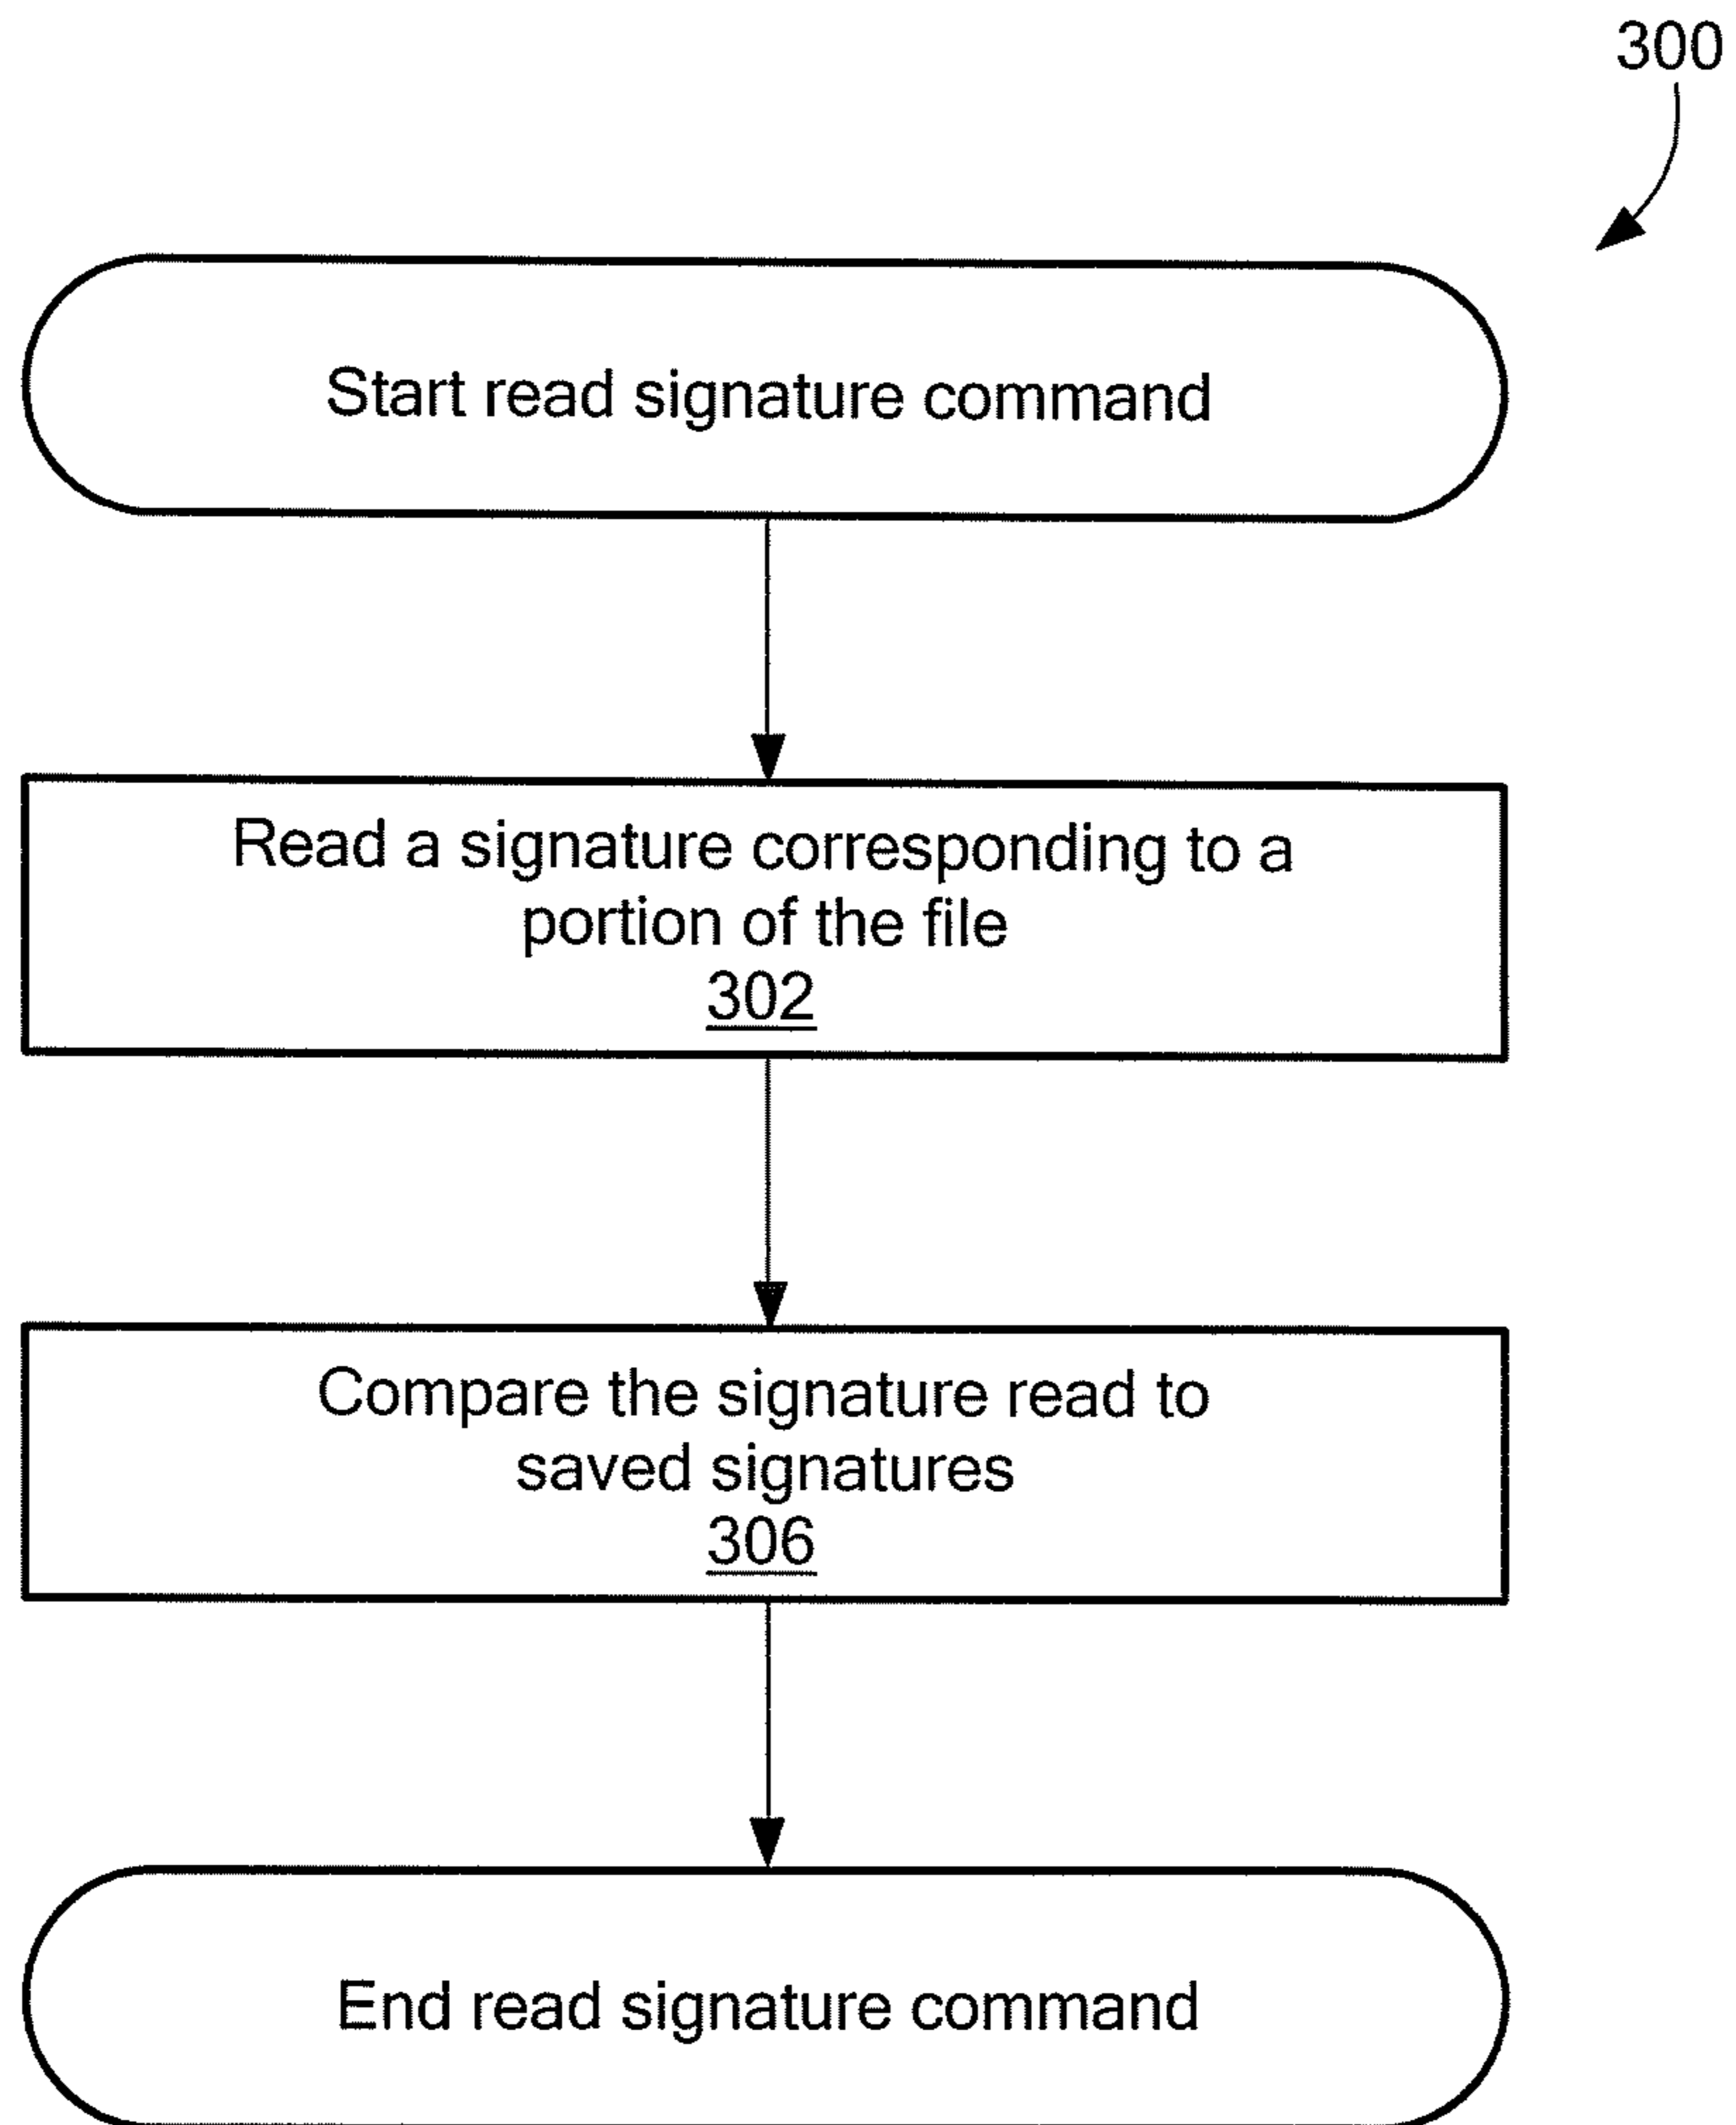 300
Start read signature command
Read a signature corresponding to a
portion of the file
302
Compare the signature read to
saved signatures
306
End read signature command